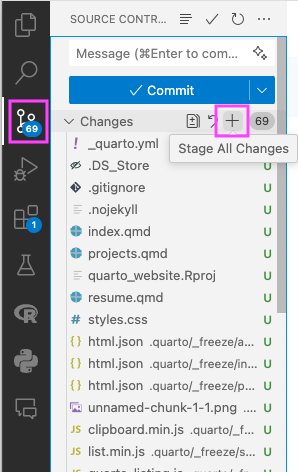 SOURCE CONTR...
Message (⌘Enter to com...
Commit
69
Changes
69
Stage All Changes
! _quarto.yml U
.DS_Store U
.gitignore U
.nojekyll U
index.qmd U
1
projects.qmd U
quarto_website.Rproj U
resume.qmd U
# styles.css U
{} html.json .quarto/_freeze/a... U
R
{} html.json .quarto/_freeze/in... U
{} html.json .quarto/_freeze/p... U
unnamed-chunk-1-1.png ... U
JS clipboard.min.js .quarto/_f... U
JS list.min.js .quarto/_freeze/s... U